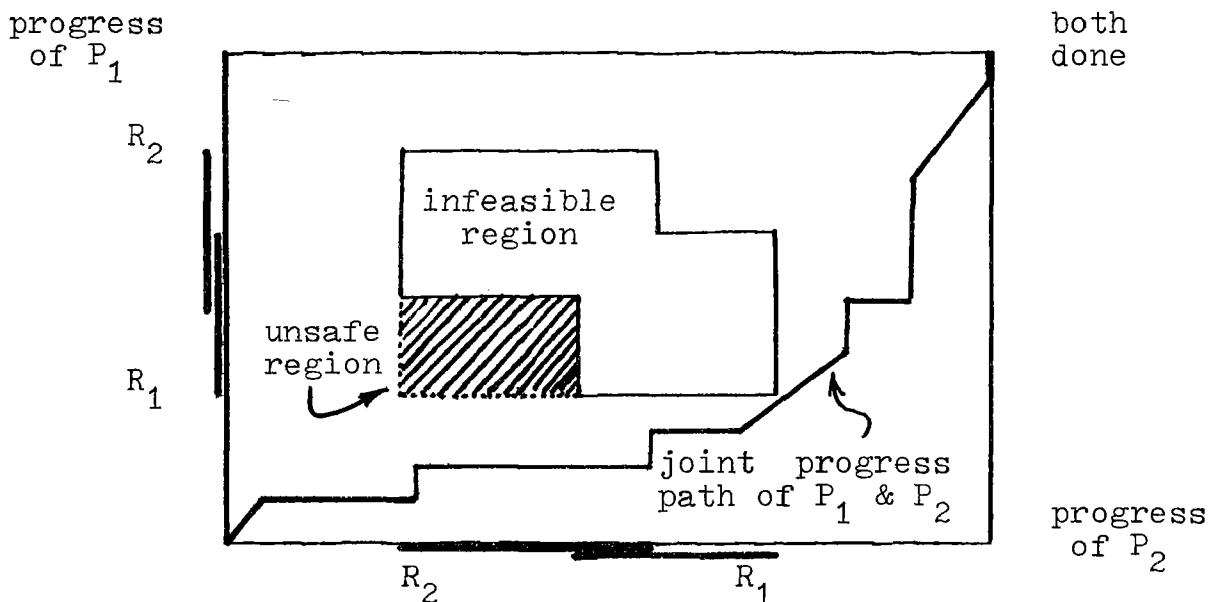 progress
of P1
both
done
R2
infeasible
region
unsafe
region
R1
joint progress
path of P1 & P2
progress
of P2
R2
R1